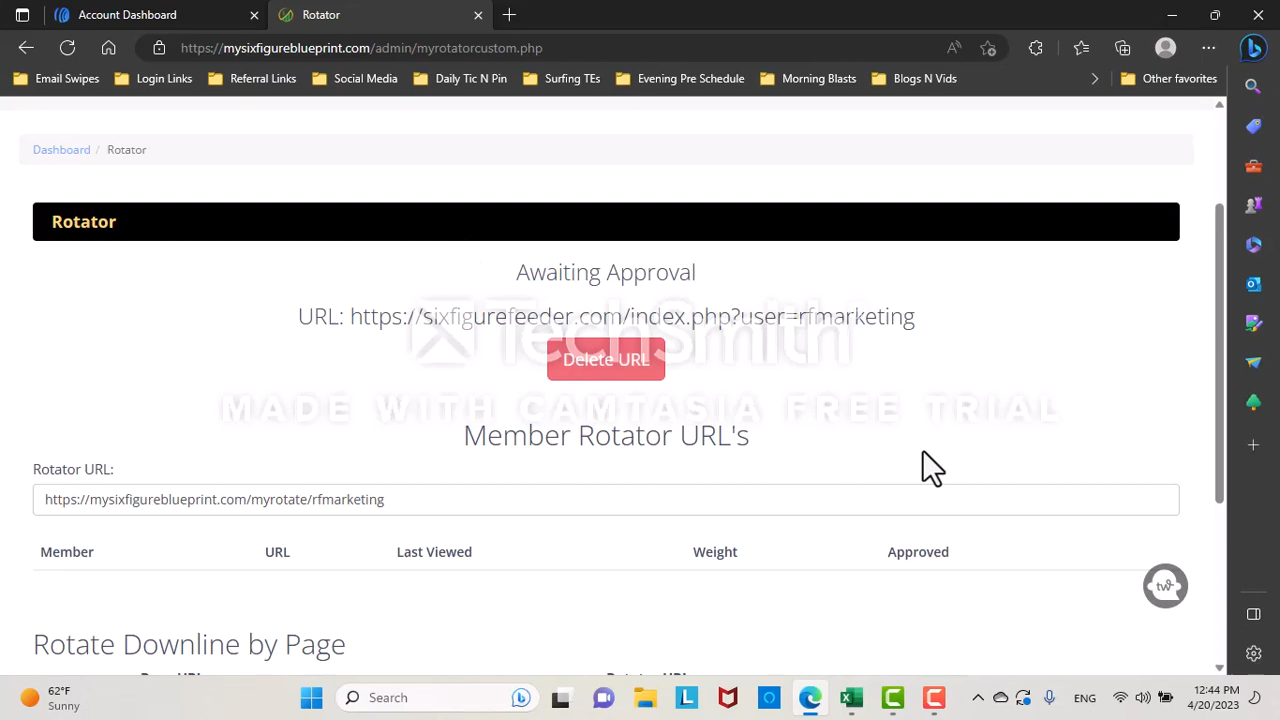 Account Dashboard
Rotator
https://mysixfigureblueprint.com/admin/myrotatorcustom.php
Email Swipes Login Links Referral Links Social Media Daily Tic N Pin Surfing TEs Evening Pre Schedule Morning Blasts Blogs N Vids Other favorites
Dashboard / Rotator
Rotator
Awaiting Approval
URL: https://sixfigurefeeder.com/index.php?user=rfmarketing
TechSmith
Delete URL
MADE WITH CAMTASIA FREE TRIAL
Member Rotator URL's
Rotator URL:
https://mysixfigureblueprint.com/myrotate/rfmarketing
Member URL Last Viewed Weight Approved
Rotate Downline by Page
62°F
Sunny
Search
ENG
12:44 PM
4/20/2023